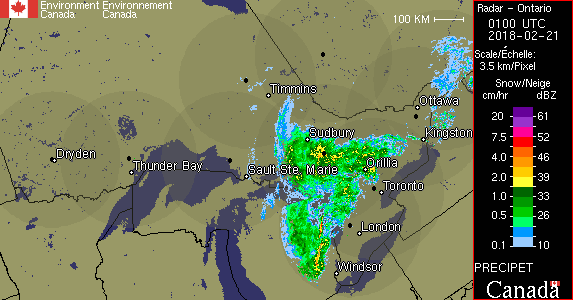 Environment Environnement
Canada Canada
100 KM
Timmins
Ottawa
Sudbury
Kingston
Dryden
Thunder Bay
Sault Ste. Marie
Orillia
Toronto
London
Windsor
Radar - Ontario
0100 UTC
2018-02-21
Scale/Échelle:
3.5 km/Pixel
Snow/Neige
cm/hr dBZ
20 61
7.5 52
4.0 46
2.0 39
1.0 33
0.5 26
0.1 10
PRECIPET
Canada